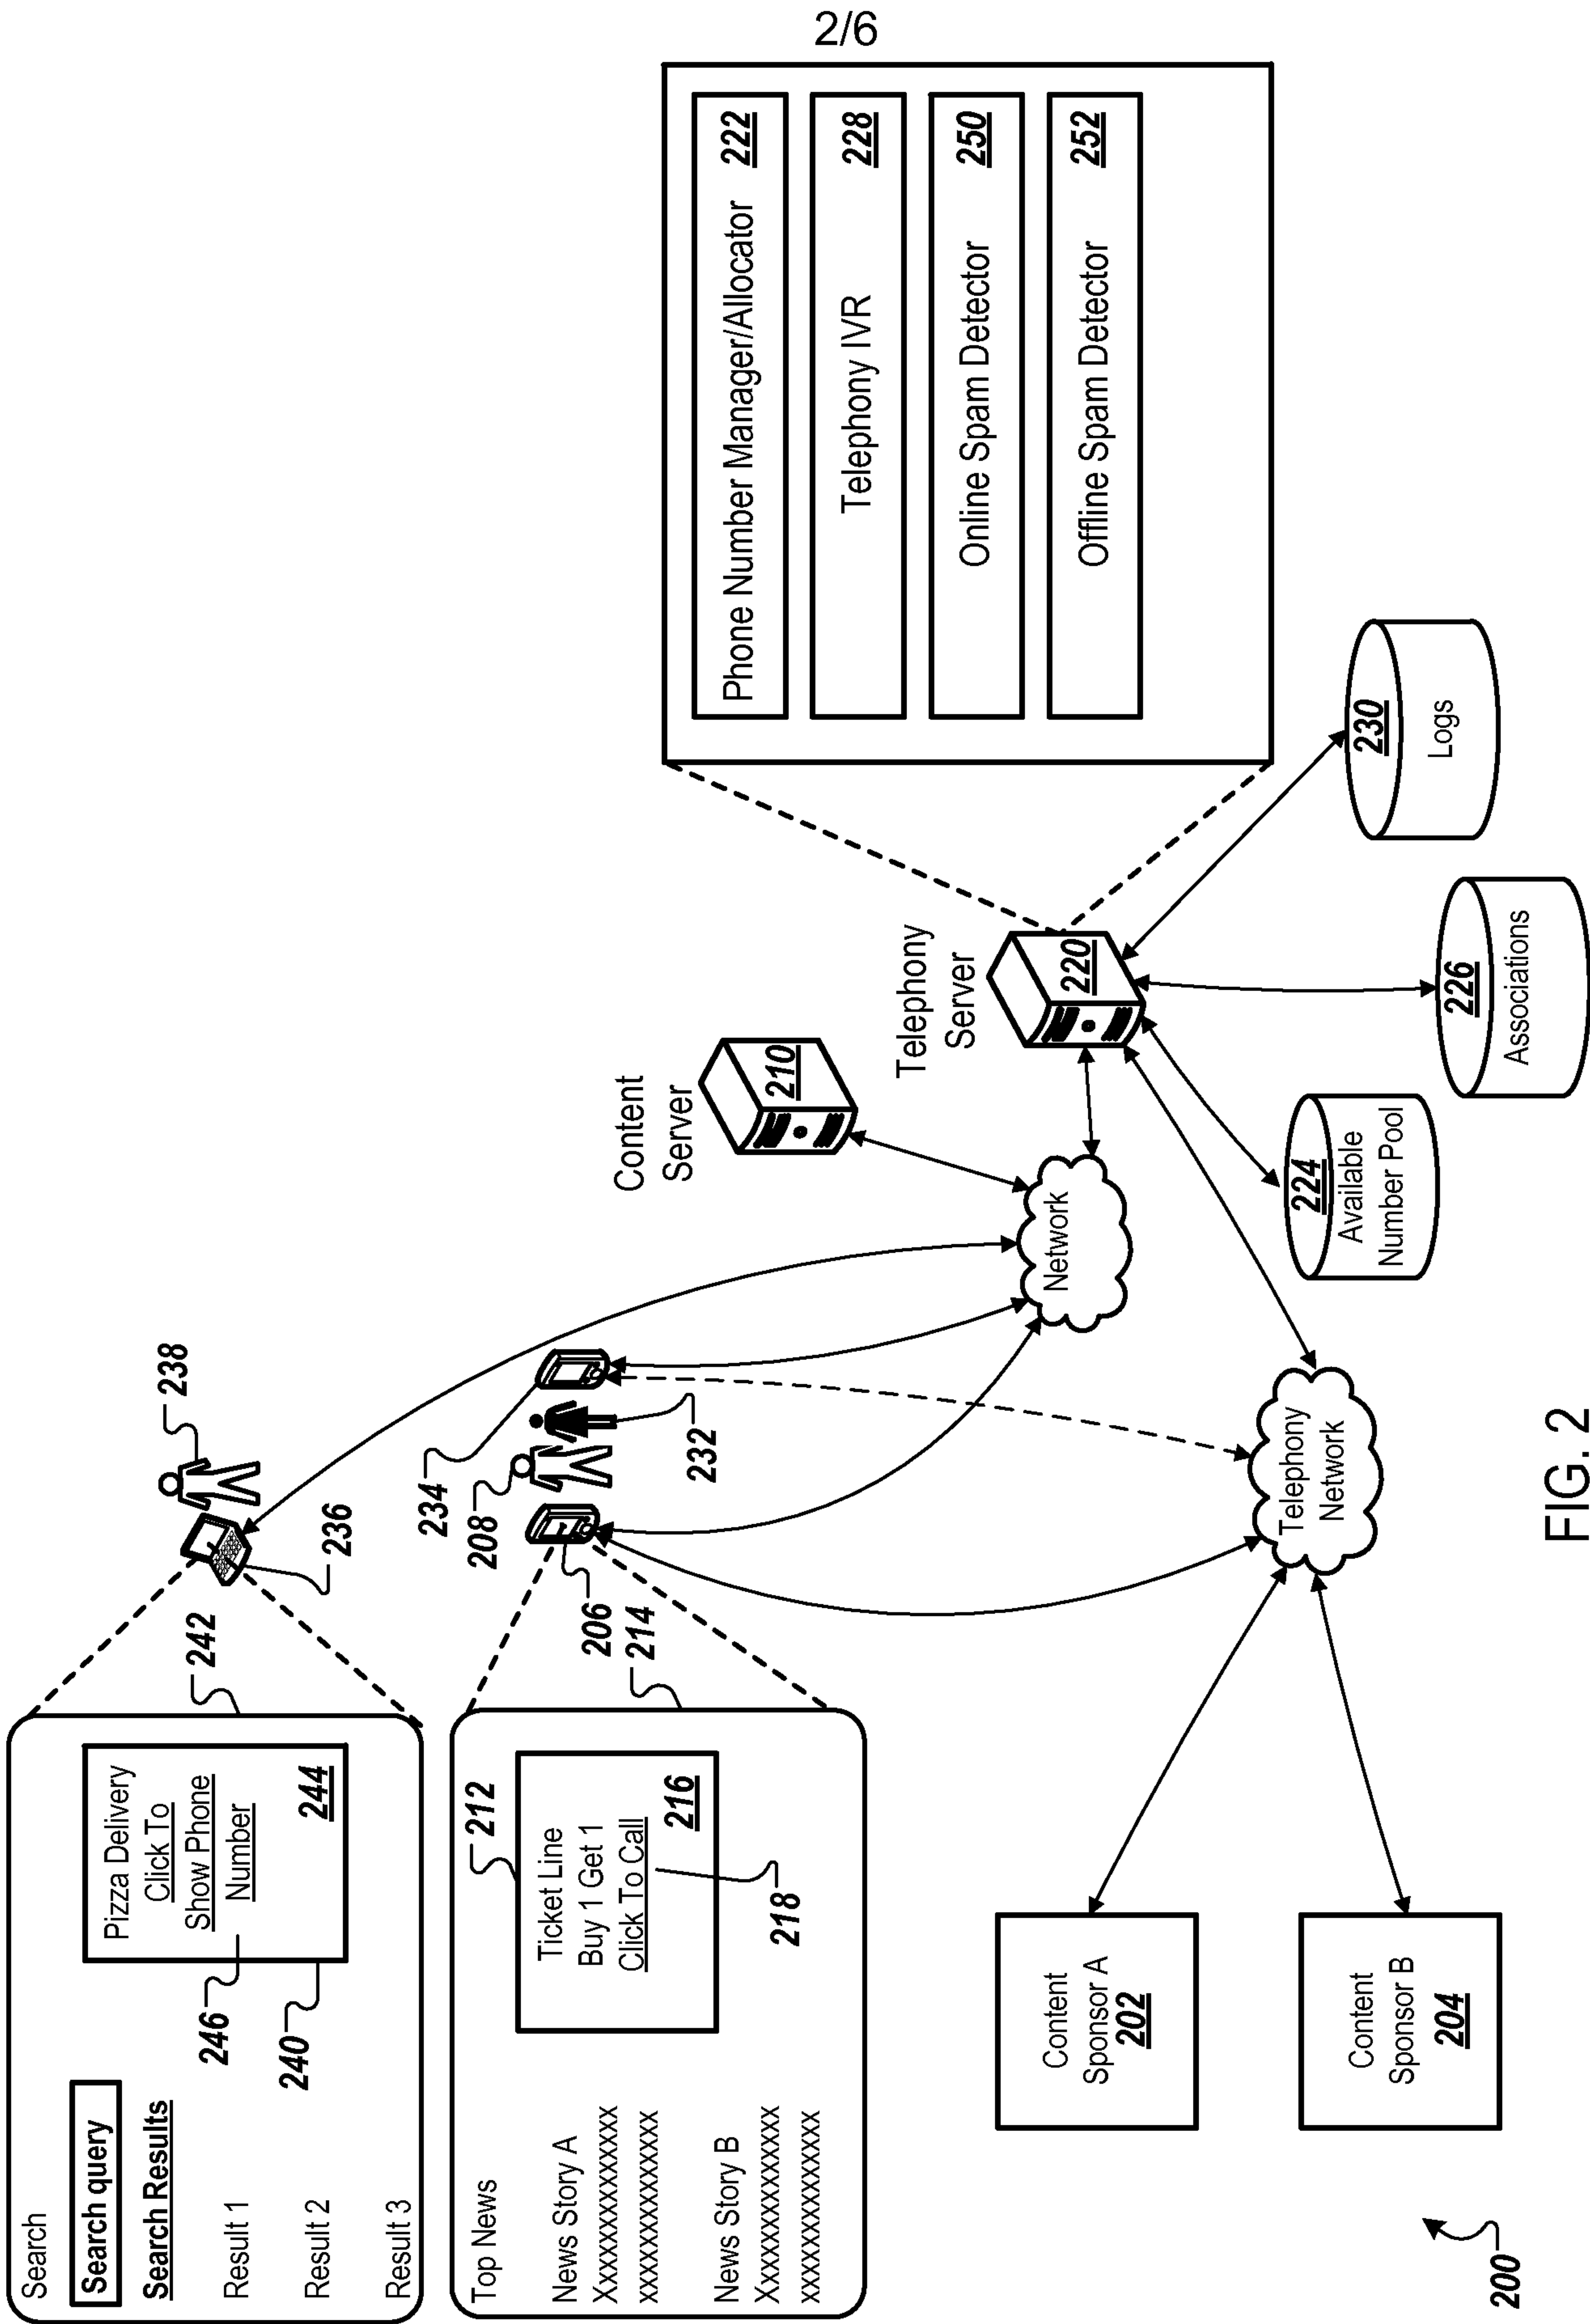 2/6
Search
Search query
Search Results
Result 1
Result 2
Result 3
Pizza Delivery
Click To
Show Phone
Number
244
246
240
242
236
238
Top News
News Story A
Xxxxxxxxxxxxx
xxxxxxxxxxxxx
News Story B
Xxxxxxxxxxxxx
xxxxxxxxxxxxx
Ticket Line
Buy 1 Get 1
Click To Call
216
212
218
214
206
208
234
232
Content
Server
210
Network
Telephony
Server
220
Phone Number Manager/Allocator 222
Telephony IVR 228
Online Spam Detector 250
Offline Spam Detector 252
Content
Sponsor A
202
Content
Sponsor B
204
Telephony
Network
224
Available
Number Pool
226
Associations
230
Logs
200
FIG. 2